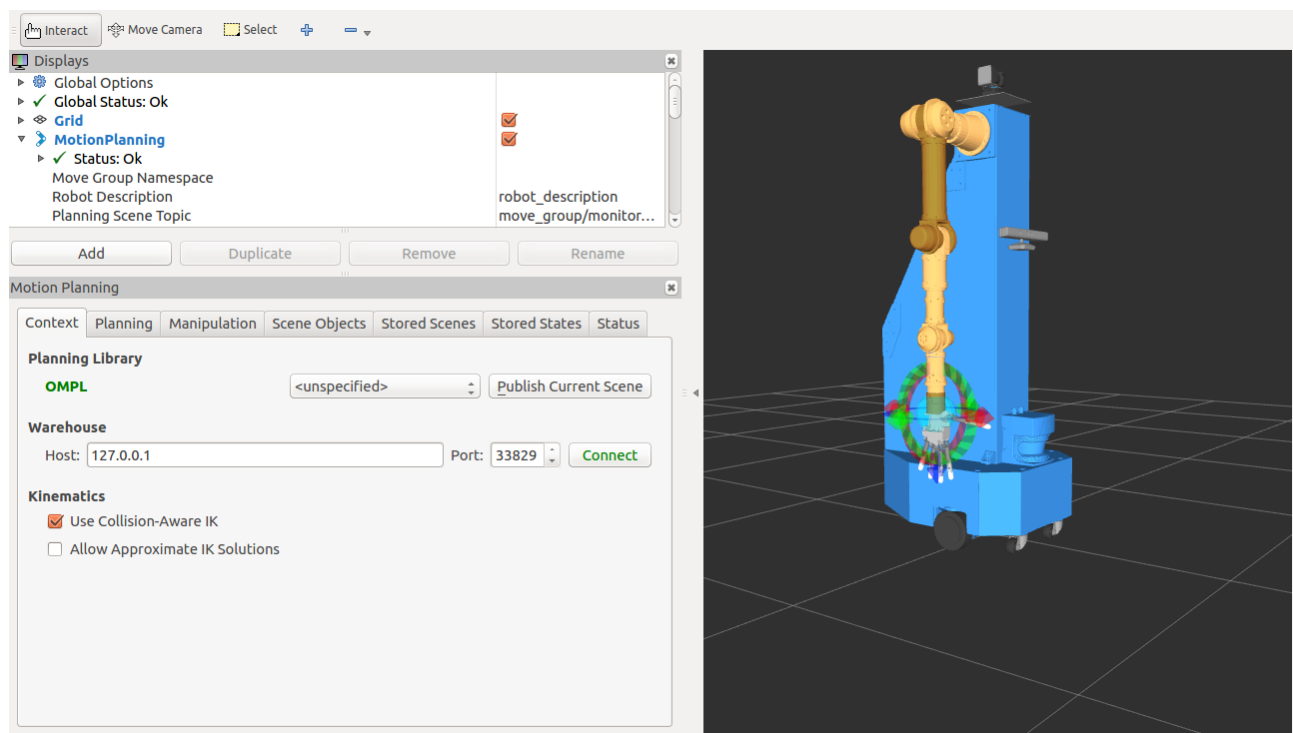 Interact Move Camera Select
Displays
Global Options
Global Status: Ok
Grid
MotionPlanning
Status: Ok
Move Group Namespace
Robot Description robot_description
Planning Scene Topic move_group/monitor...
Add Duplicate Remove Rename
Motion Planning
Context Planning Manipulation Scene Objects Stored Scenes Stored States Status
Planning Library
OMPL <unspecified> Publish Current Scene
Warehouse
Host: 127.0.0.1 Port: 33829 Connect
Kinematics
Use Collision-Aware IK
Allow Approximate IK Solutions